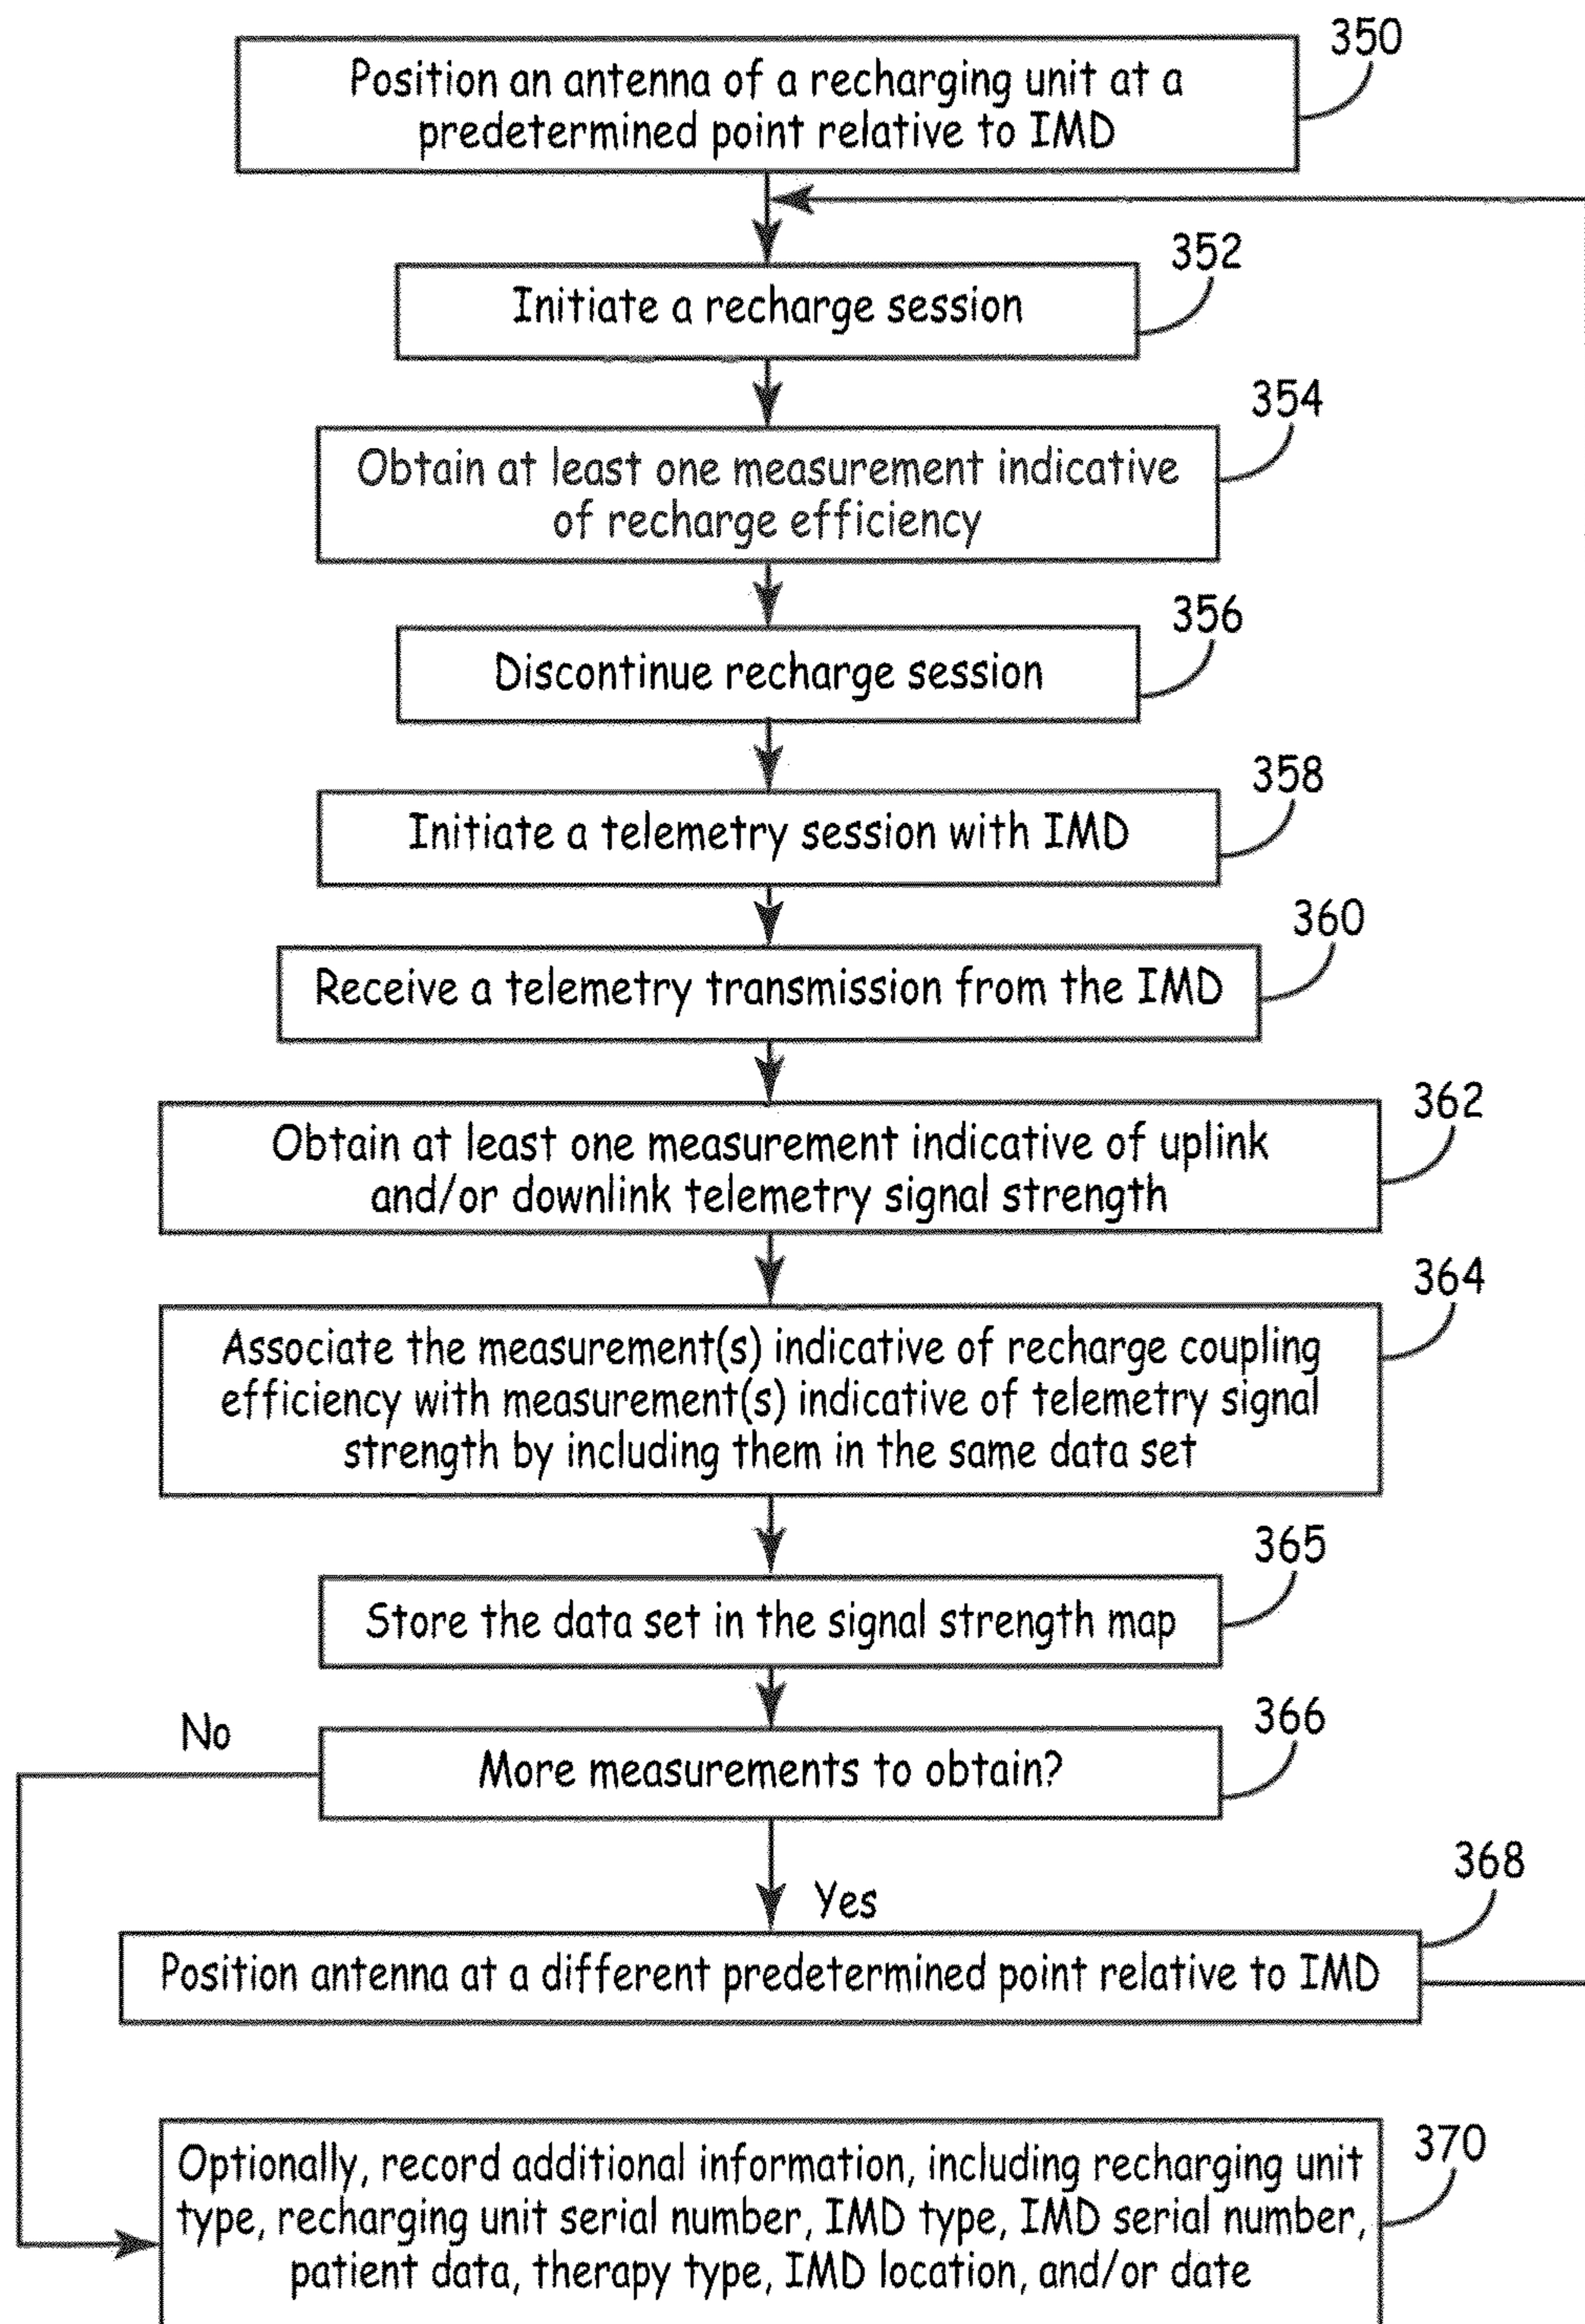 350
Position an antenna of a recharging unit at a
predetermined point relative to IMD
352
Initiate a recharge session
354
Obtain at least one measurement indicative
of recharge efficiency
356
Discontinue recharge session
358
Initiate a telemetry session with IMD
360
Receive a telemetry transmission from the IMD
362
Obtain at least one measurement indicative of uplink
and/or downlink telemetry signal strength
364
Associate the measurement(s) indicative of recharge coupling
efficiency with measurement(s) indicative of telemetry signal
strength by including them in the same data set
365
Store the data set in the signal strength map
366
No
More measurements to obtain?
368
Yes
Position antenna at a different predetermined point relative to IMD
370
Optionally, record additional information, including recharging unit
type, recharging unit serial number, IMD type, IMD serial number,
patient data, therapy type, IMD location, and/or date